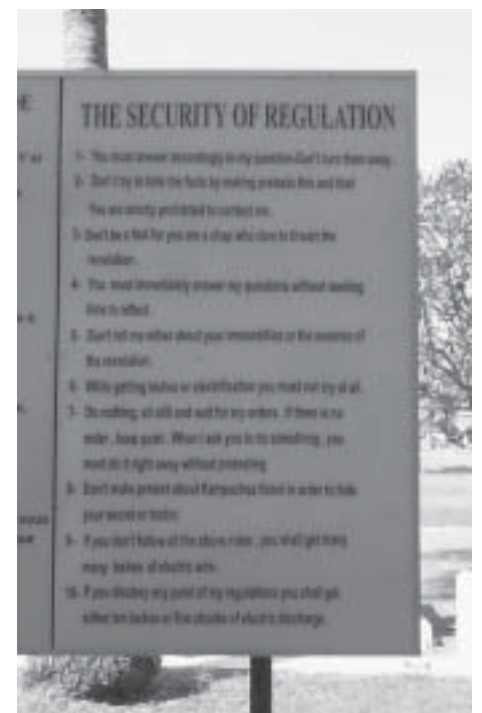 THE SECURITY OF REGULATION
1- You must answer accordingly to my question-Don't turn them away.
2- Don't try to hide the facts by making pretexts this and that
You are strictly prohibited to contest me.
3- Don't be a fool for you are a chap who dare to thwart the
revolution.
4- You must immediately answer my questions without wasting
time to reflect.
5- Don't tell me either about your immoralities or the essence of
the revolution.
6- While getting lashes or electrification you must not cry at all.
7- Do nothing, sit still and wait for my orders. If there is no
order, keep quiet. When I ask you to do something, you
must do it right away without protesting.
8- Don't make pretext about Kampuchea Krom in order to hide
your secret or traitor.
9- If you don't follow all the above rules, you shall get many
many lashes of electric wire.
10- If you disobey any point of my regulations you shall get
either ten lashes or five shocks of electric discharge.